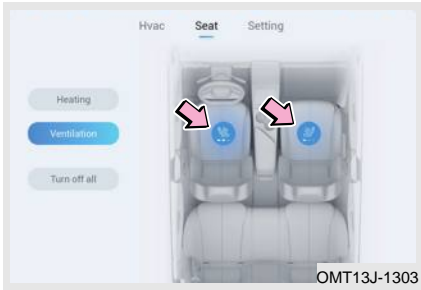 Hvac Seat Setting
Heating
Ventilation
Turn off all
OMT13J-1303